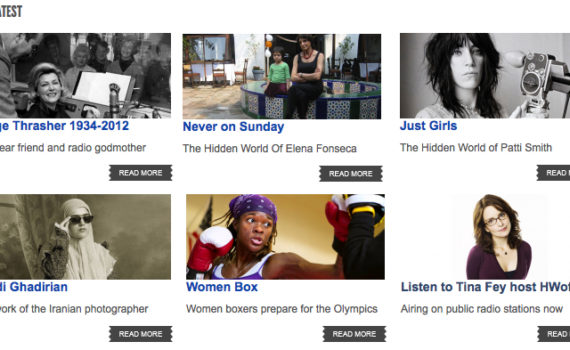 ATEST
ge Thrasher 1934-2012
Never on Sunday
Just Girls
ear friend and radio godmother
The Hidden World Of Elena Fonseca
The Hidden World of Patti Smith
READ MORE
READ MORE
READ M
di Ghadirian
Women Box
Listen to Tina Fey host HWof
work of the Iranian photographer
Women boxers prepare for the Olympics
Airing on public radio stations now
READ MORE
READ MORE
READ M